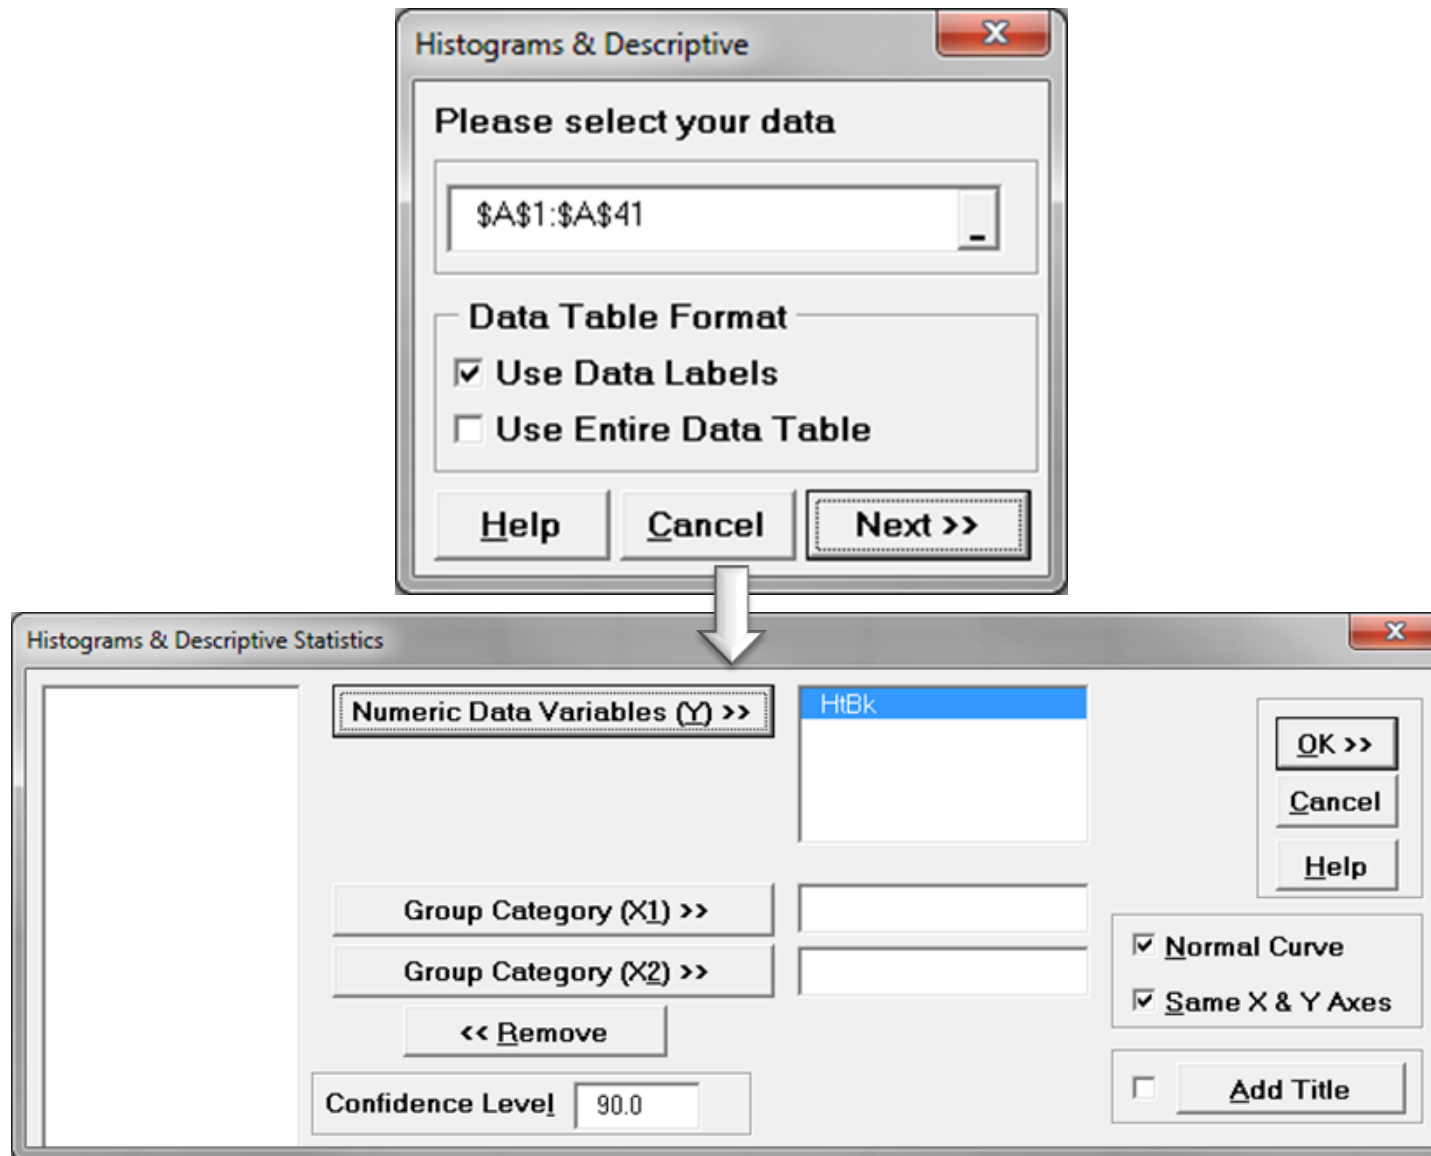 Histograms & Descriptive
Please select your data
$A$1:$A$41
Data Table Format
Use Data Labels
Use Entire Data Table
Help Cancel Next >>
Histograms & Descriptive Statistics
Numeric Data Variables (Y) >> HtBk
OK >>
Cancel
Help
Group Category (X1) >>
Group Category (X2) >>
<< Remove
Normal Curve
Same X & Y Axes
Confidence Level 90.0
Add Title